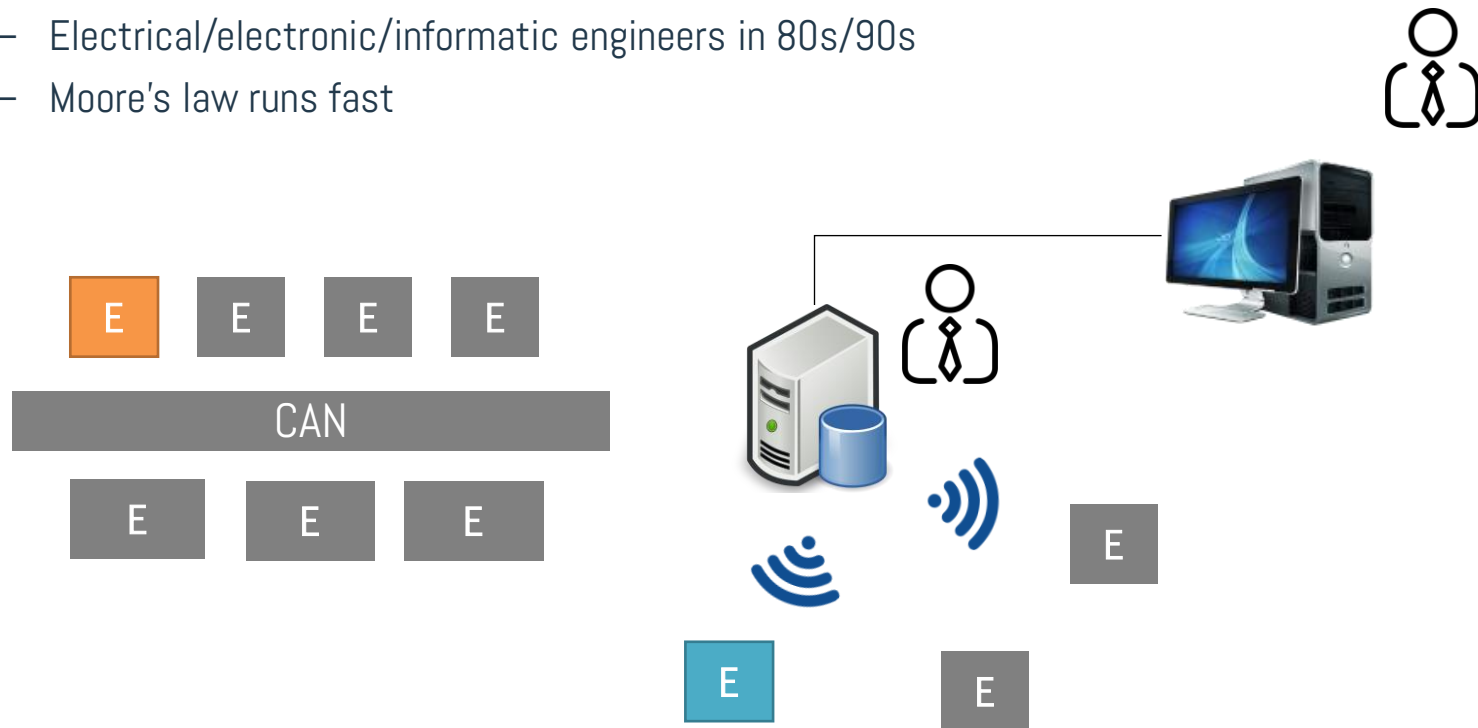 – Electrical/electronic/informatic engineers in 80s/90s
– Moore's law runs fast
E E E E
CAN
E E E
E
E
E